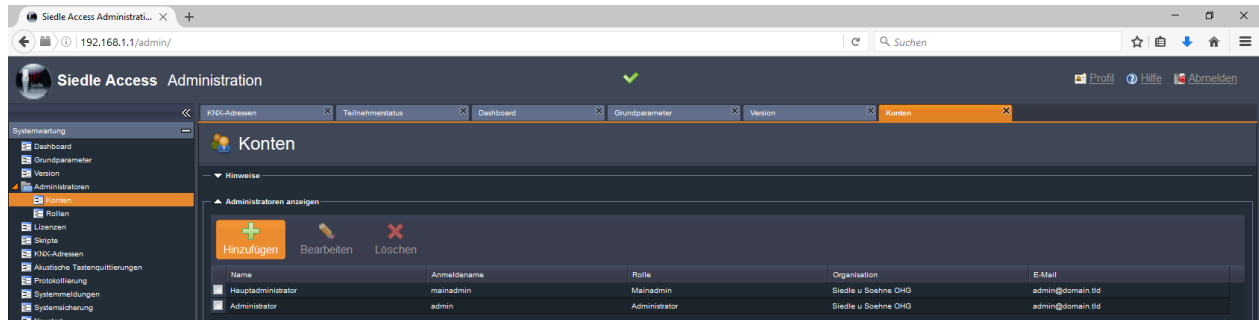 Siedle Access Administrati...
192.168.1.1/admin/
Suchen
Siedle Access Administration
Profil Hilfe Abmelden
KNX-Adressen Teilnehmerstatus Dashboard Grundparameter Version Konten
Systemwartung
Dashboard
Grundparameter
Version
Administratoren
Konten
Rollen
Lizenzen
Skripte
KNX-Adressen
Akustische Tastenquittierungen
Protokollierung
Systemmeldungen
Systemsicherung
Konten
Hinweise
Administratoren anzeigen
Hinzufügen Bearbeiten Löschen
Name Anmeldename Rolle Organisation E-Mail
Hauptadministrator mainadmin Mainadmin Siedle u Soehne OHG admin@domain.tld
Administrator admin Administrator Siedle u Soehne OHG admin@domain.tld